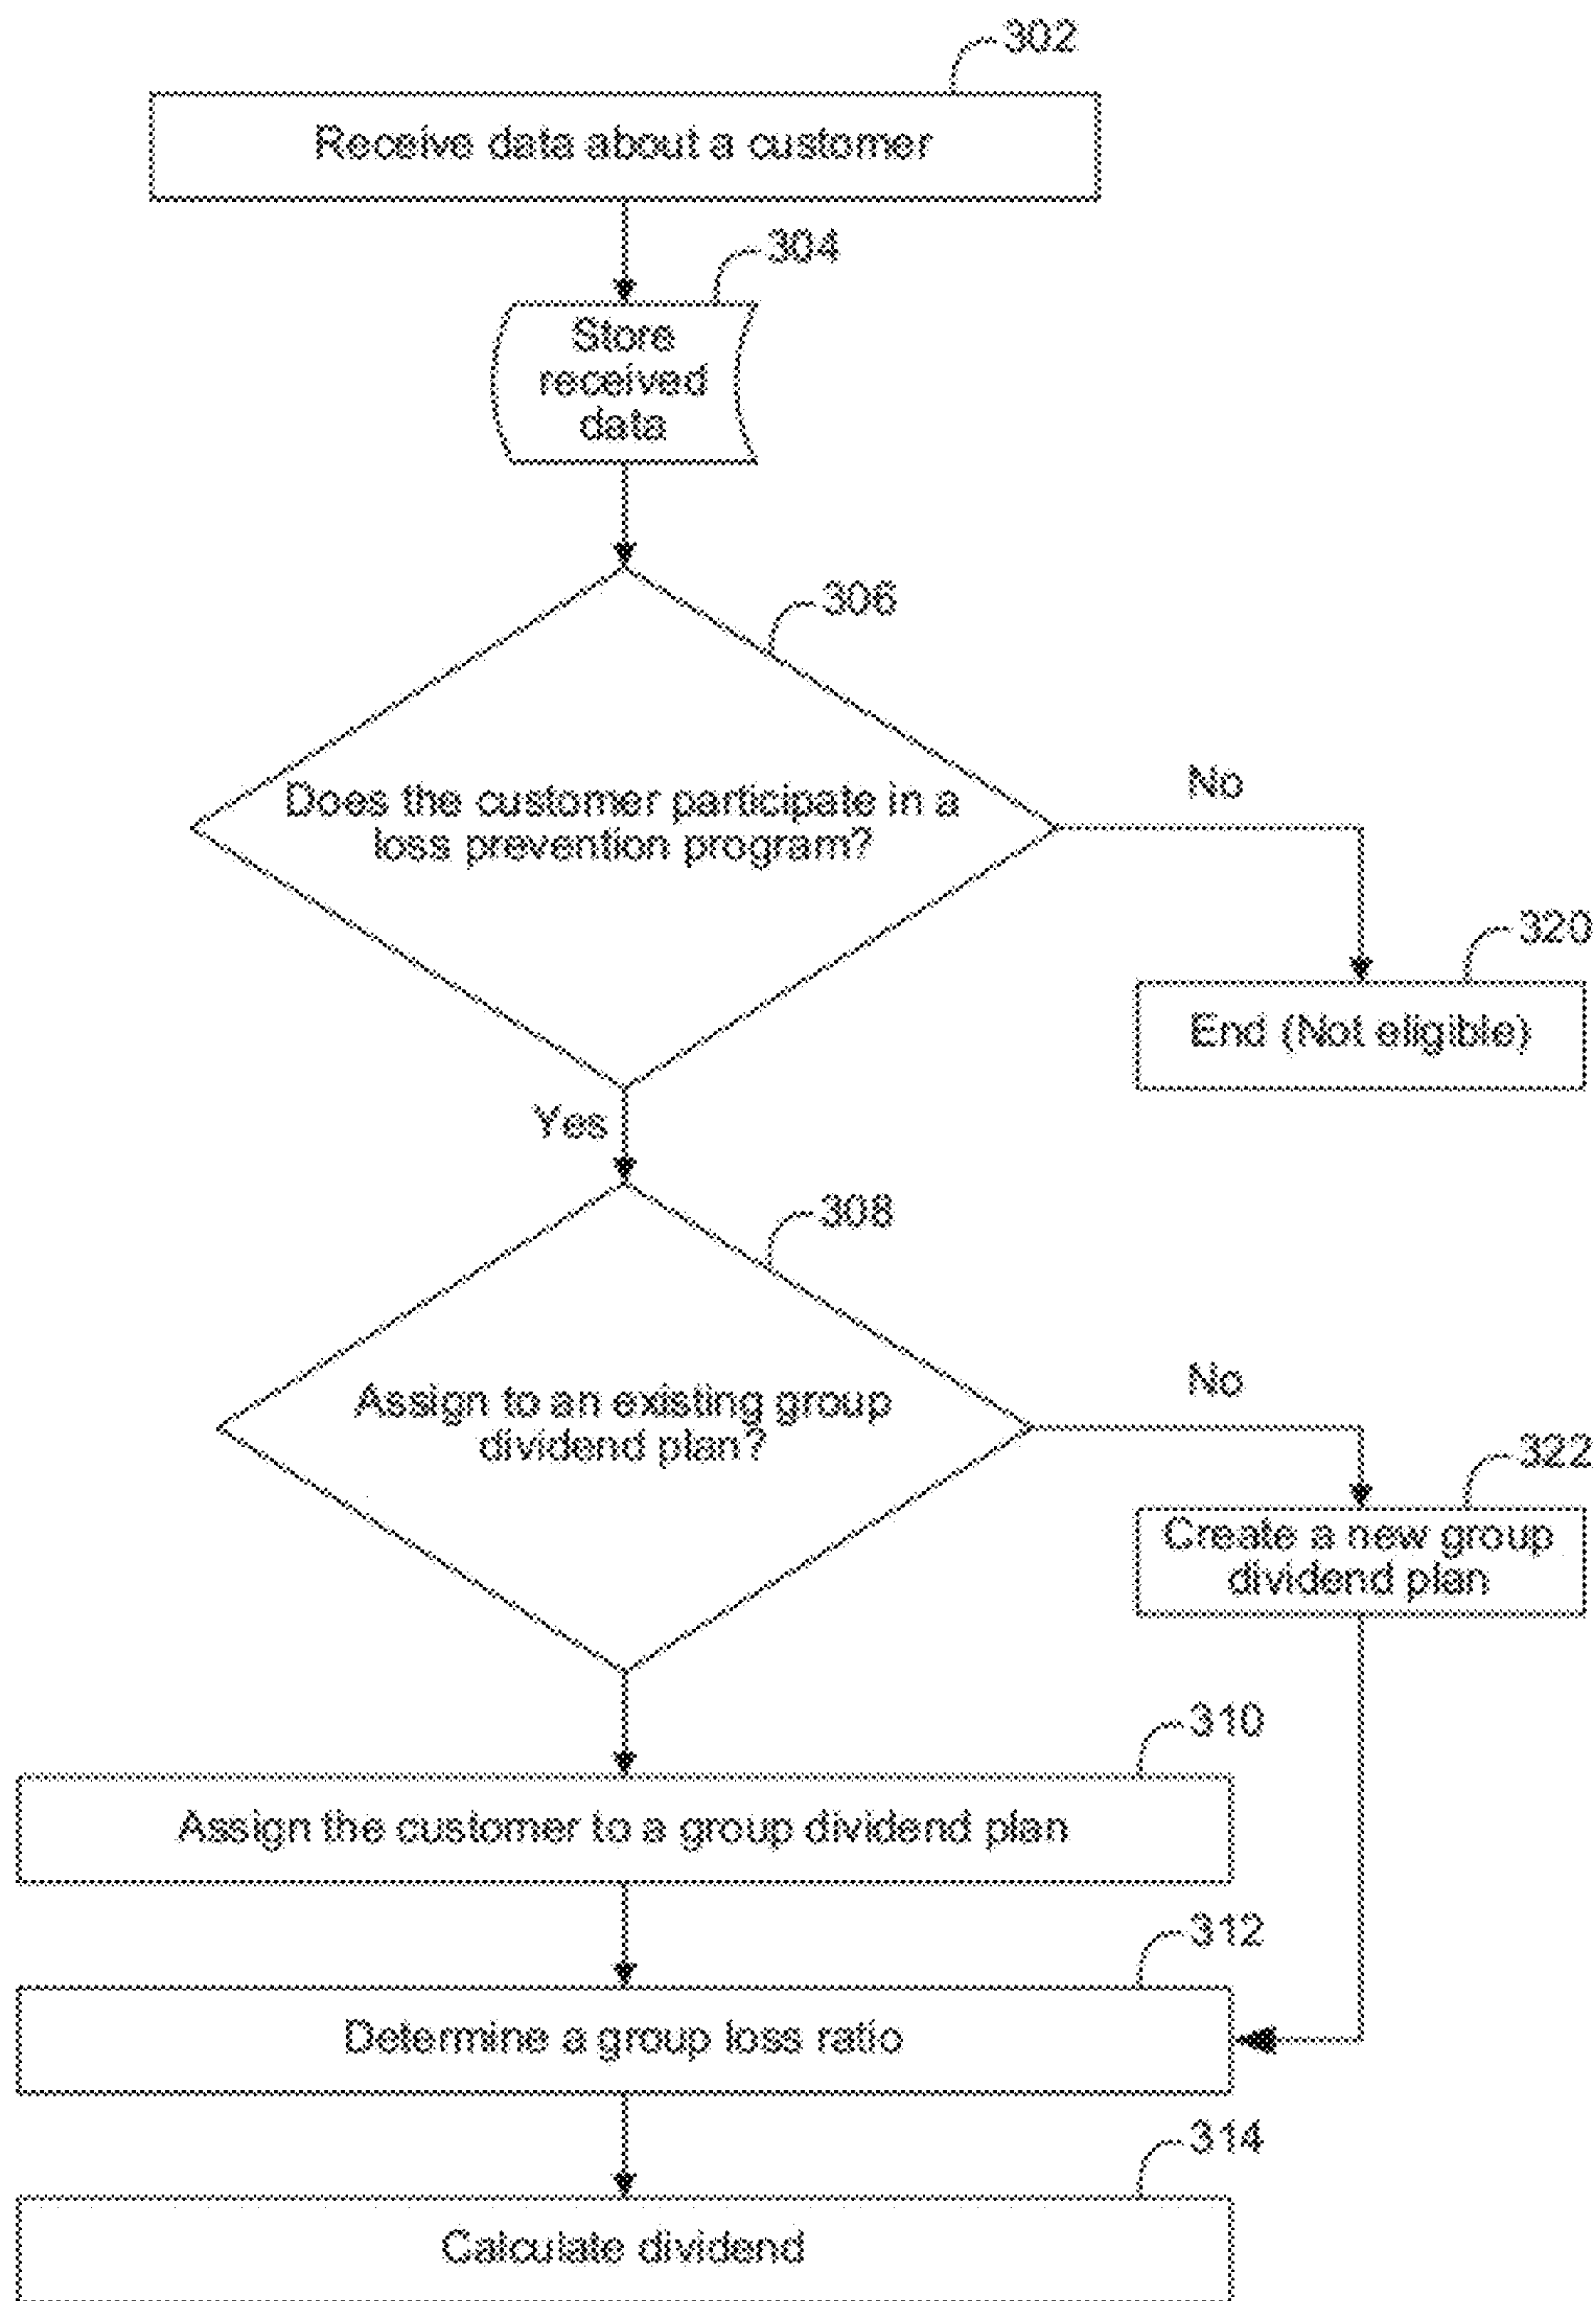 302
Receive data about a customer
304
Store
received
data
306
Does the customer participate in a
loss prevention program?
No
320
End (Not eligible)
Yes
308
Assign to an existing group
dividend plan?
No
322
Create a new group
dividend plan
310
Assign the customer to a group dividend plan
312
Determine a group loss ratio
314
Calculate dividend